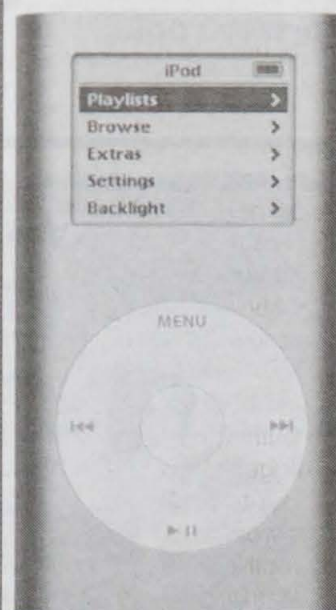 iPod
Playlists >
Browse >
Extras >
Settings >
Backlight >
MENU